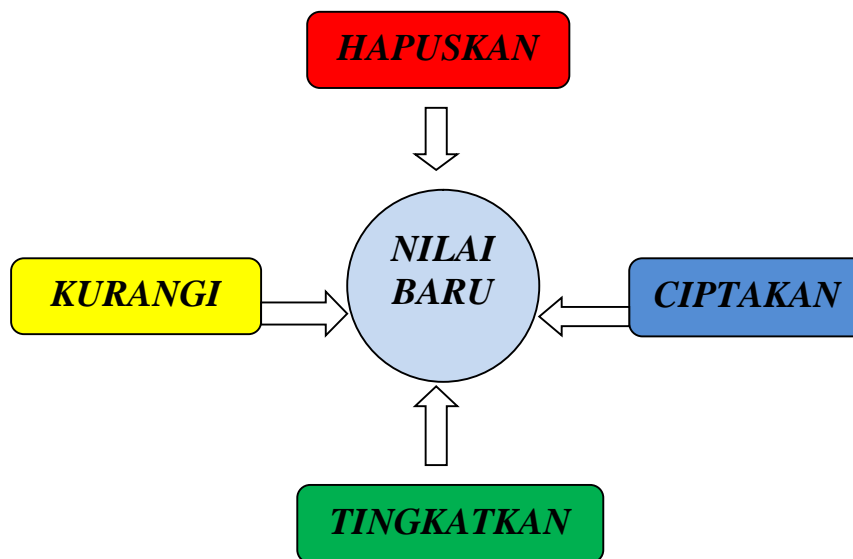 HAPUSKAN
NILAI
BARU
KURANGI
CIPTAKAN
TINGKATKAN